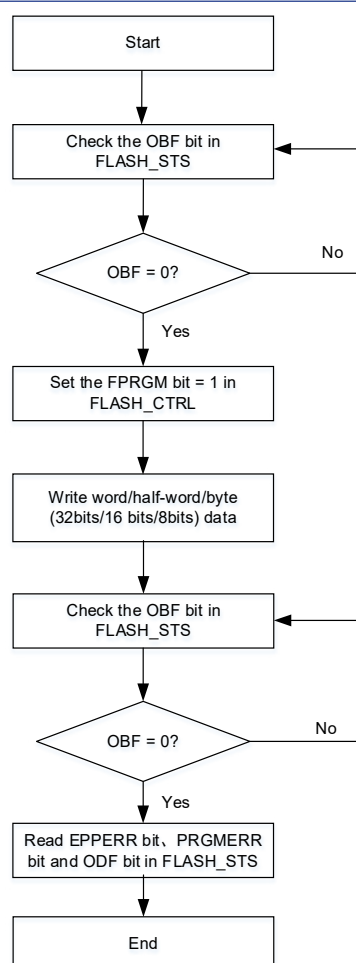 Start
Check the OBF bit in
FLASH_STS
OBF = 0?
No
Yes
Set the FPRGM bit = 1 in
FLASH_CTRL
Write word/half-word/byte
(32bits/16 bits/8bits) data
Check the OBF bit in
FLASH_STS
OBF = 0?
No
Yes
Read EPPERR bit、PRGMERR
bit and ODF bit in FLASH_STS
End